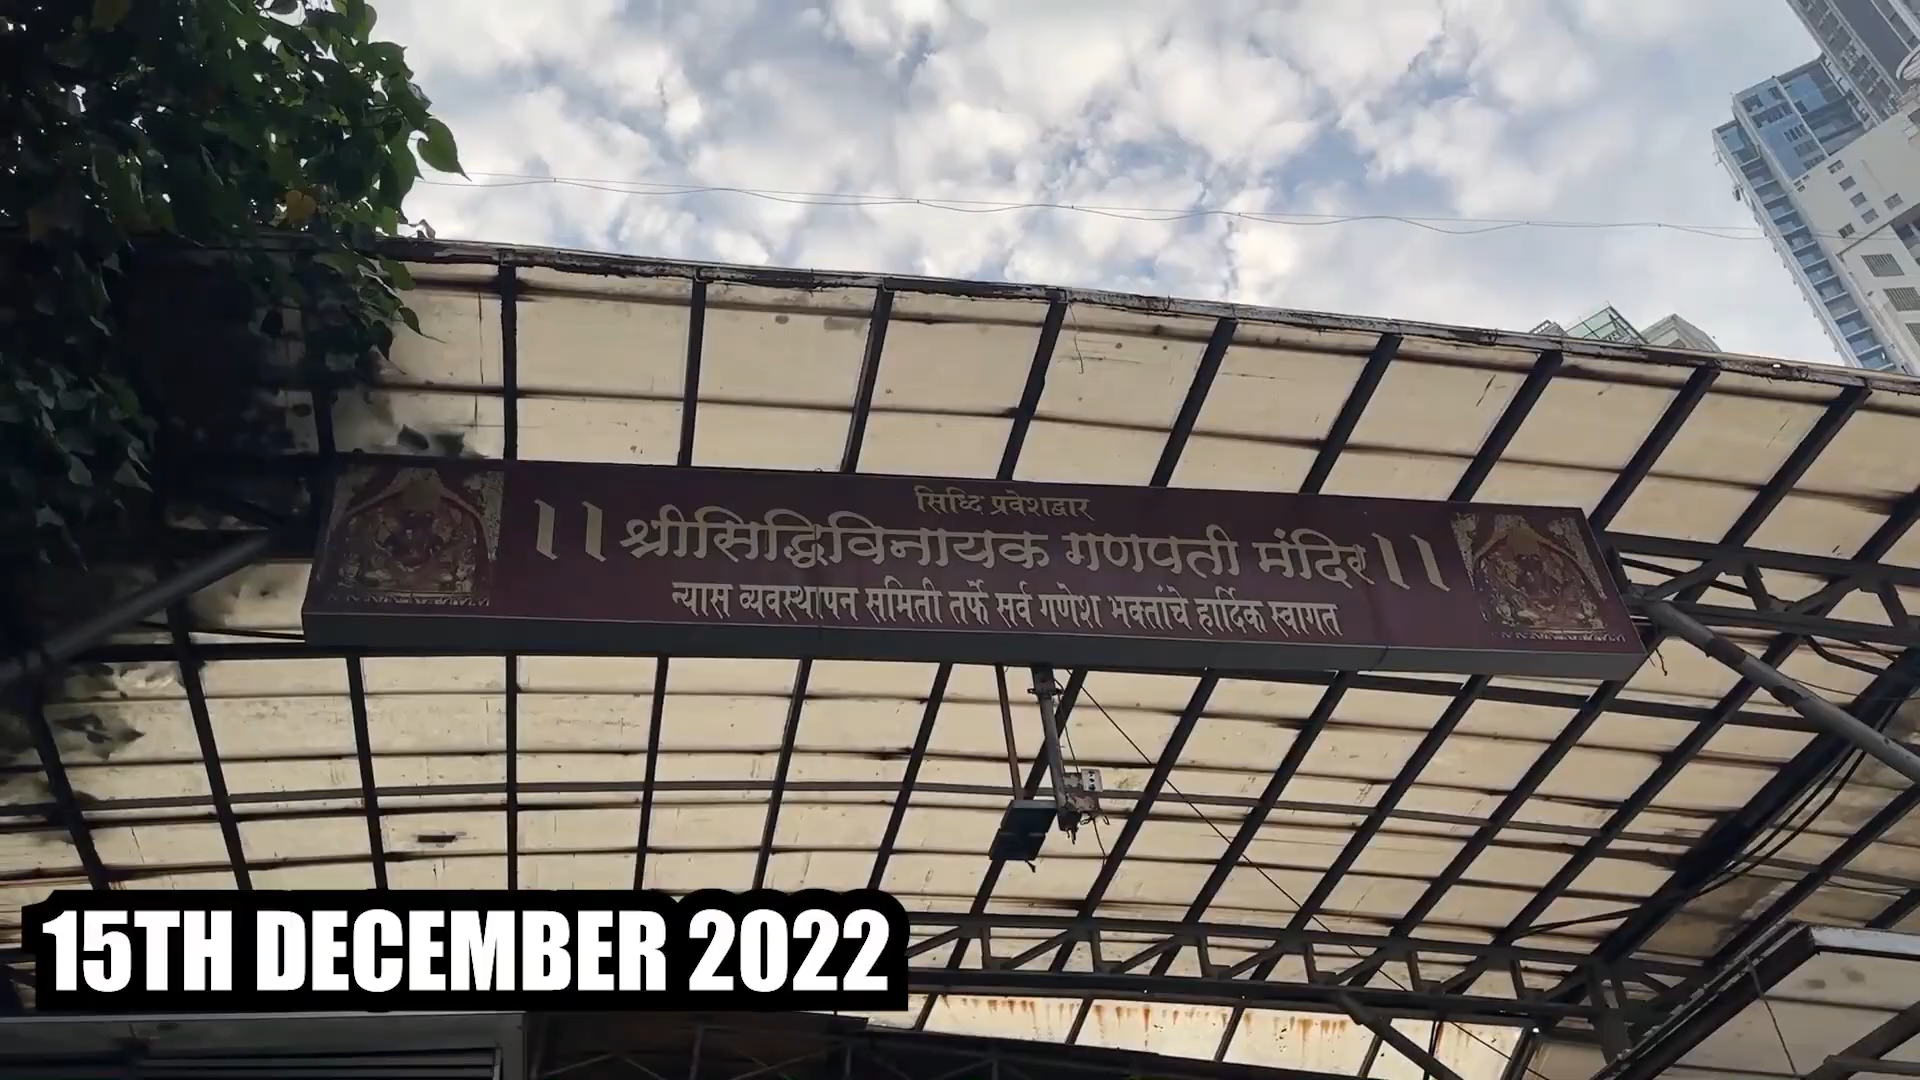 सिध्दि प्रवेशद्वार
।। श्रीसिद्धिविनायक गणपती मंदिर ।।
न्यास व्यवस्थापन समिती तर्फे सर्व गणेश भक्तांचे हार्दिक स्वागत
15TH DECEMBER 2022